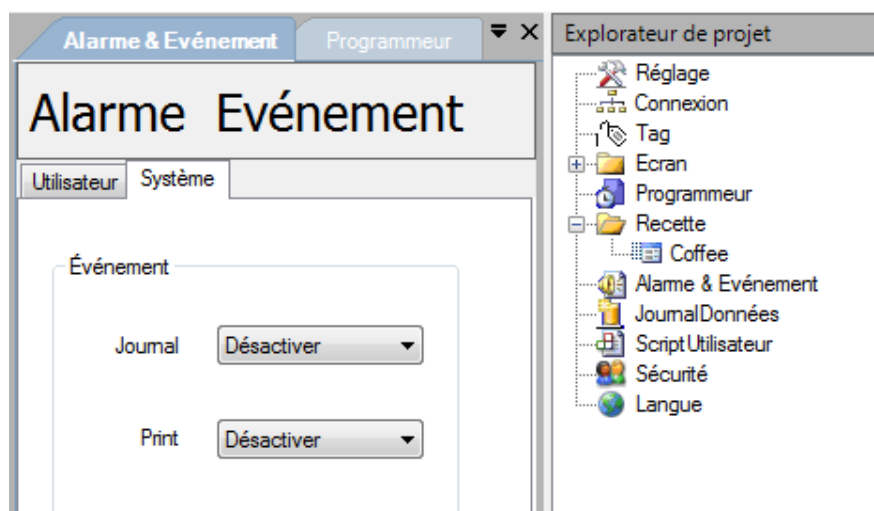 Alarme & Evénement Programmeur
Alarme Evénement
Utilisateur Système
Événement
Journal Désactiver
Print Désactiver
Explorateur de projet
Réglage
Connexion
Tag
Ecran
Programmeur
Recette
Coffee
Alarme & Evénement
JournalDonnées
ScriptUtilisateur
Sécurité
Langue